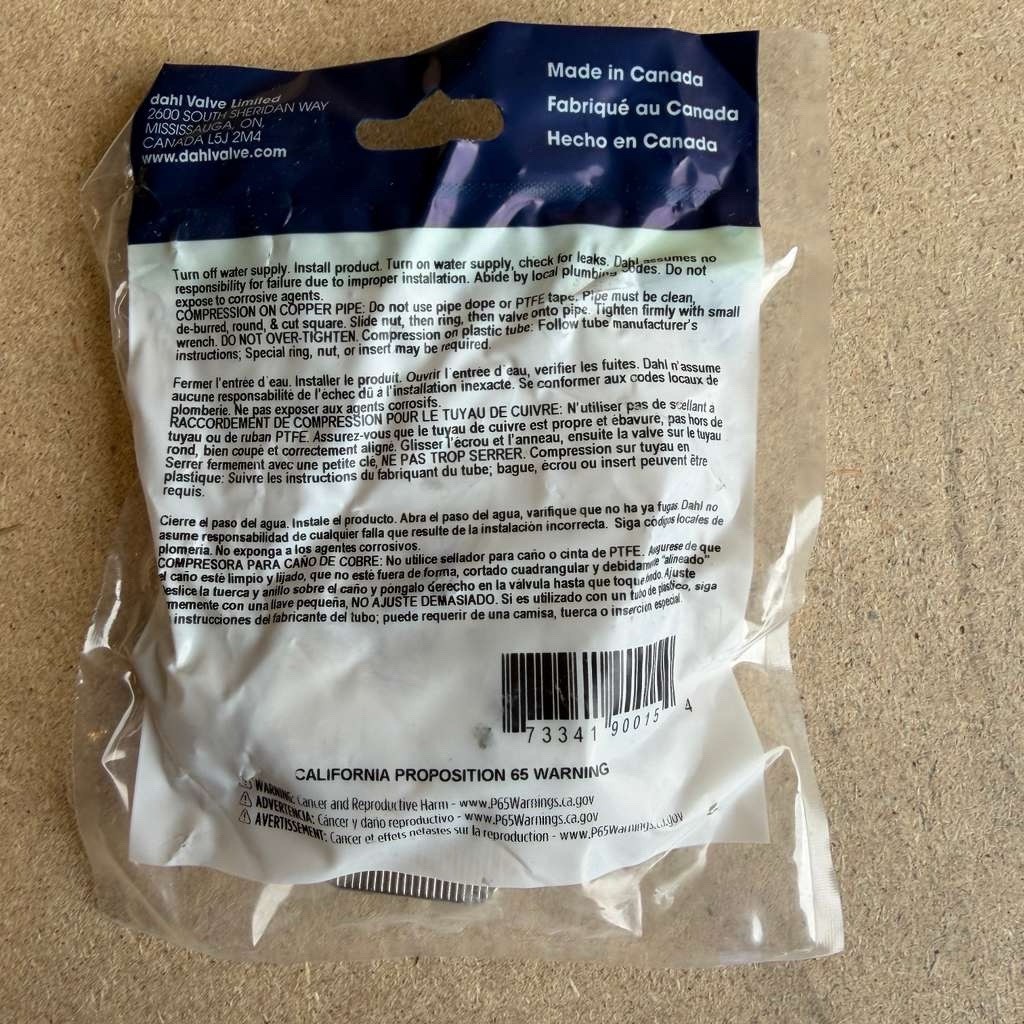 dahl Valve Limited
2600 SOUTH SHERIDAN WAY
MISSISSAUGA, ON,
CANADA L5J 2M4
www.dahlvalve.com
Made in Canada
Fabriqué au Canada
Hecho en Canada
Turn off water supply. Install product. Turn on water supply, check for leaks. Dahl assumes no
responsibility for failure due to improper installation. Abide by local plumbing codes. Do not
expose to corrosive agents.
COMPRESSION ON COPPER PIPE: Do not use pipe dope or PTFE tape. Pipe must be clean,
de-burred, round, & cut square. Slide nut, then ring, then valve onto pipe. Tighten firmly with small
wrench. DO NOT OVER-TIGHTEN. Compression on plastic tube: Follow tube manufacturer's
instructions; Special ring, nut, or insert may be required.
Fermer l'entrée d'eau. Installer le produit. Ouvrir l'entrée d'eau, verifier les fuites. Dahl n'assume
aucune responsabilité de l'échec dû à l'installation inexacte. Se conformer aux codes locaux de
plomberie. Ne pas exposer aux agents corrosifs.
RACCORDEMENT DE COMPRESSION POUR LE TUYAU DE CUIVRE: N'utiliser pas de scellant a
tuyau ou de ruban PTFE. Assurez-vous que le tuyau de cuivre est propre et ébavure, pas hors de
rond, bien coupé et correctement aligné. Glisser l'écrou et l'anneau, ensuite la valve sur le tuyau
Serrer fermement avec une petite clé, NE PAS TROP SERRER. Compression sur tuyau en
plastique: Suivre les instructions du fabriquant du tube; bague, écrou ou insert peuvent être
requis.
Cierre el paso del agua. Instale el producto. Abra el paso del agua, varifique que no ha ya fugas. Dahl no
asume responsabilidad de cualquier falla que resulte de la instalación incorrecta. Siga códigos locales de
plomería. No exponga a los agentes corrosivos.
COMPRESORA PARA CAÑO DE COBRE: No utilice sellador para caño o cinta de PTFE. Asegurese de que
el caño esté limpio y lijado, que no esté fuera de forma, cortado cuadrangular y debidamente "alineado"
eslice la tuerca y anillo sobre el caño y póngalo derecho en la válvula hasta que toque fondo. Ajuste
memente con una llave pequeña, NO AJUSTE DEMASIADO. Si es utilizado con un tubo de plastico, siga
instrucciones del fabricante del tubo; puede requerir de una camisa, tuerca o inserción especial.
73341 90015 4
CALIFORNIA PROPOSITION 65 WARNING
WARNING: Cancer and Reproductive Harm - www.P65Warnings.ca.gov
ADVERTENCIA: Cáncer y daño reproductivo - www.P65Warnings.ca.gov
AVERTISSEMENT: Cancer et effets nefastes sur la reproduction - www.P65Warnings.ca.gov